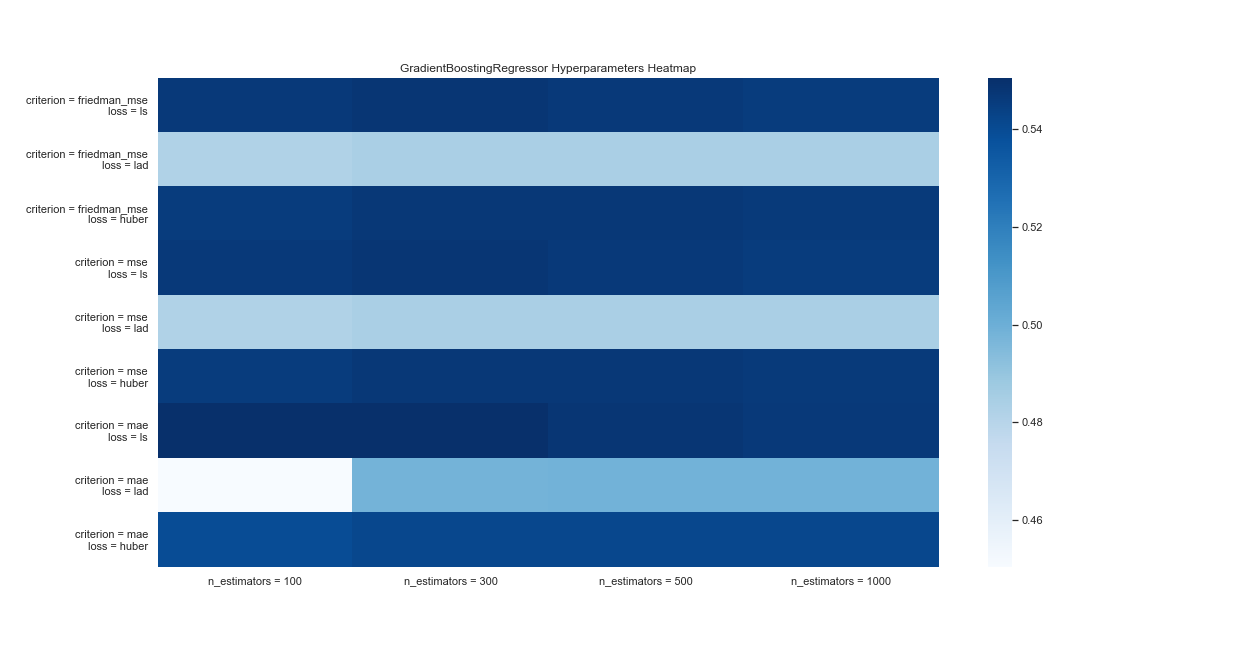 GradientBoostingRegressor Hyperparameters Heatmap
criterion = friedman_mse
loss = ls
criterion = friedman_mse
loss = lad
criterion = friedman_mse
loss = huber
criterion = mse
loss = ls
criterion = mse
loss = lad
criterion = mse
loss = huber
criterion = mae
loss = ls
criterion = mae
loss = lad
criterion = mae
loss = huber
n_estimators = 100
n_estimators = 300
n_estimators = 500
n_estimators = 1000
0.54
0.52
0.50
0.48
0.46